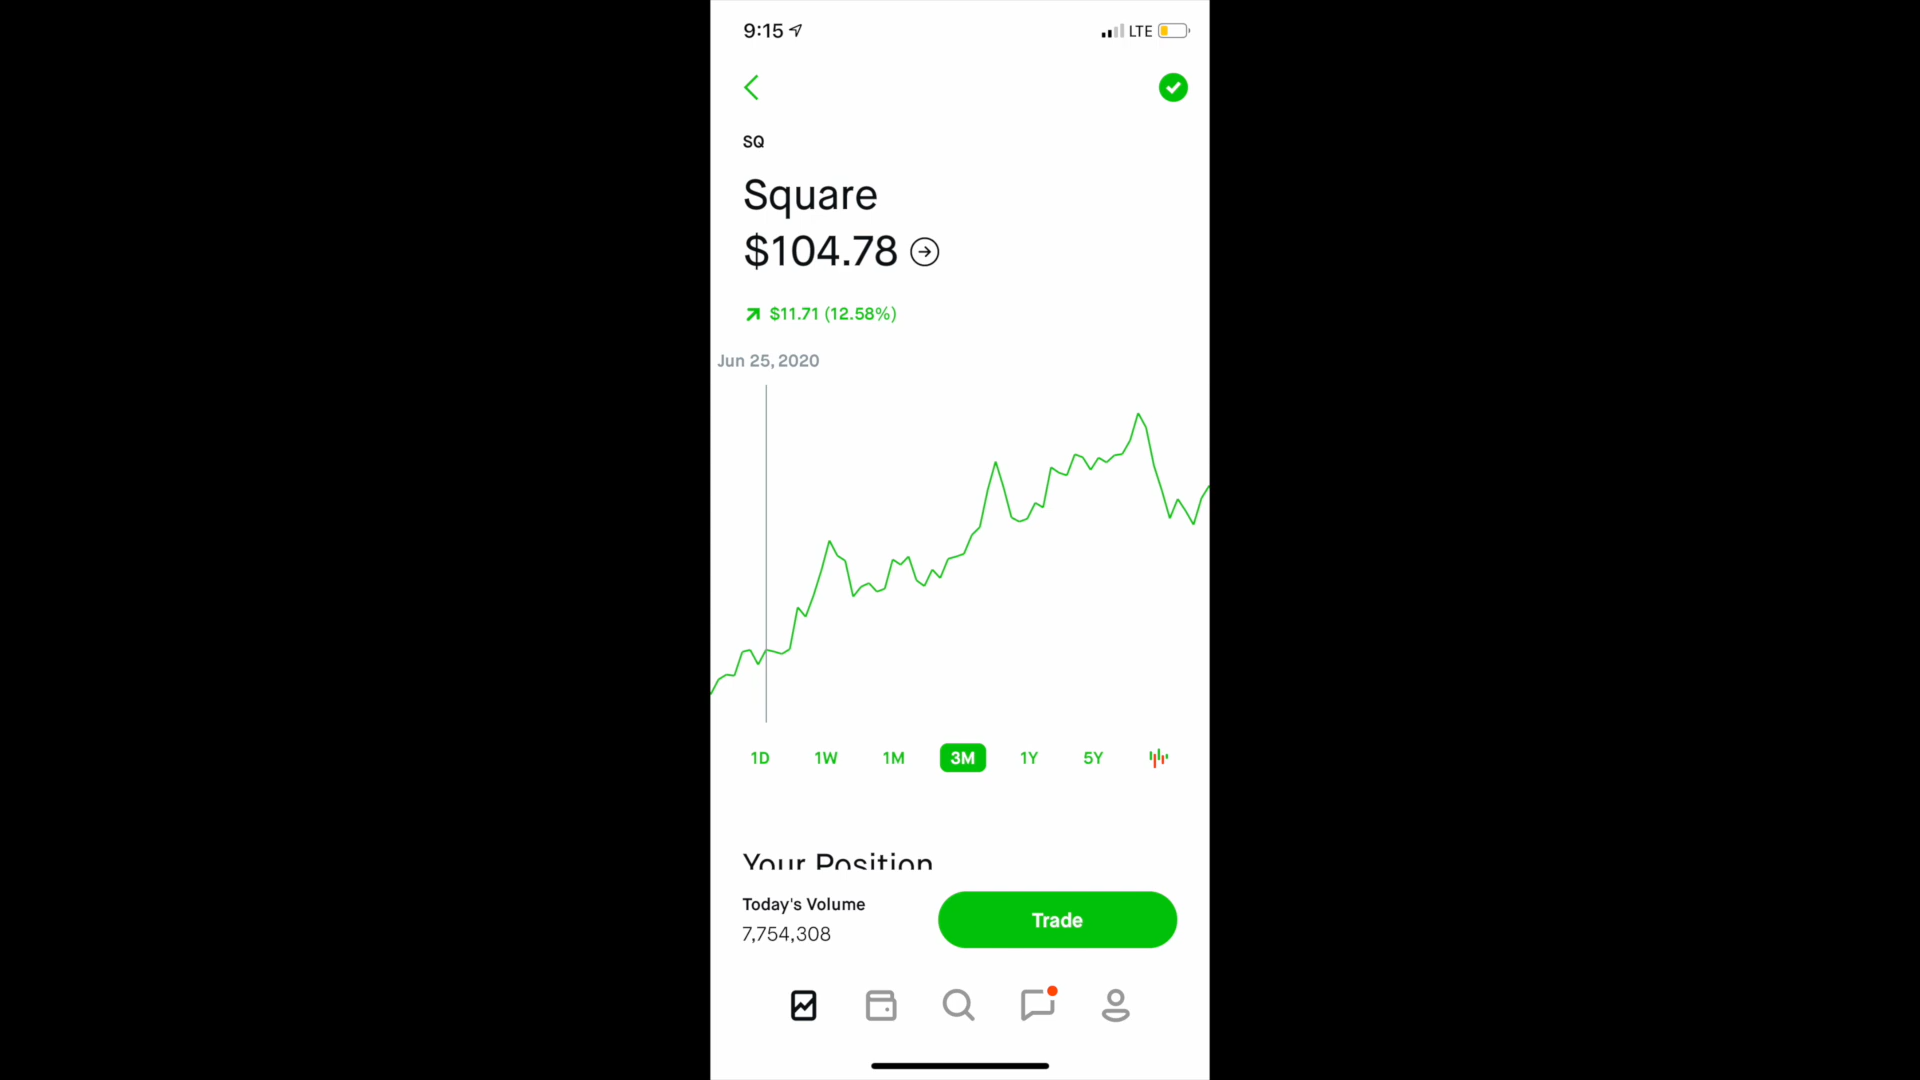 9:15
LTE
SQ
Square
$104.78
$11.71 (12.58%)
Jun 25, 2020
1D 1W 1M 3M 1Y 5Y
Your Position
Today's Volume
7,754,308
Trade